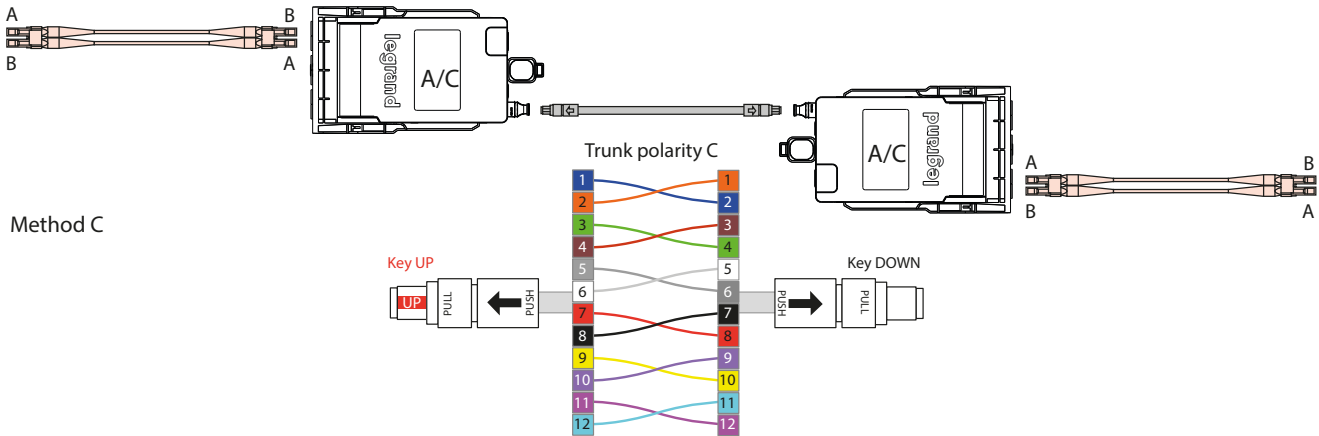 A
B
B
A
legrand
A/C
A/C
legrand
A
B
B
A
Trunk polarity C
1
1
2
2
3
3
4
4
5
5
6
6
7
7
8
8
9
9
10
10
11
11
12
12
Method C
Key UP
UP
PULL
PUSH
Key DOWN
PUSH
PULL